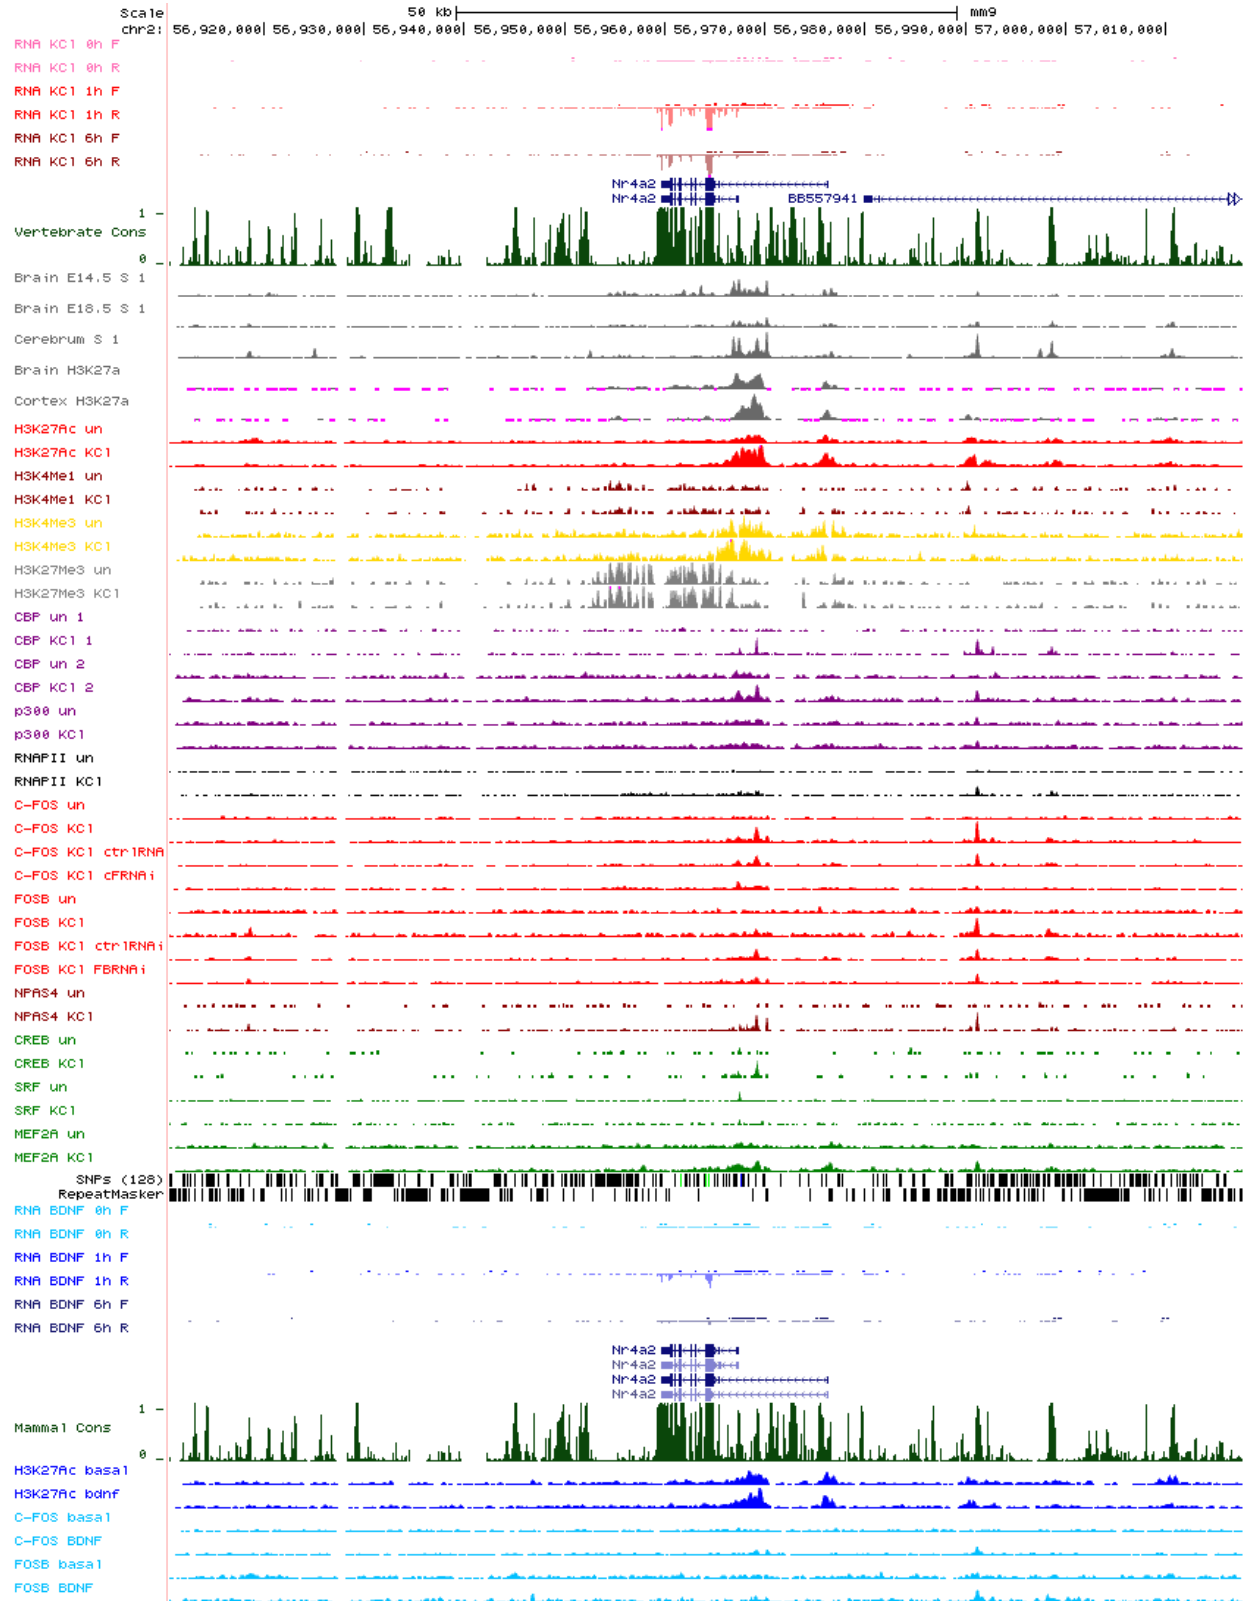 Scale 50 kb mm9
chr2: 56,920,000 56,930,000 56,940,000 56,950,000 56,960,000 56,970,000 56,980,000 56,990,000 57,000,000 57,010,000
RNA KCl 0h F
RNA KCl 0h R
RNA KCl 1h F
RNA KCl 1h R
RNA KCl 6h F
RNA KCl 6h R
Nr4a2
Nr4a2 BB557941
1
Vertebrate Cons
0
Brain E14.5 S 1
Brain E18.5 S 1
Cerebrum S 1
Brain H3K27a
Cortex H3K27a
H3K27Ac un
H3K27Ac KCl
H3K4Me1 un
H3K4Me1 KCl
H3K4Me3 un
H3K4Me3 KCl
H3K27Me3 un
H3K27Me3 KCl
CBP un 1
CBP KCl 1
CBP un 2
CBP KCl 2
p300 un
p300 KCl
RNAPII un
RNAPII KCl
C-FOS un
C-FOS KCl
C-FOS KCl ctrlRNA
C-FOS KCl cFRNAi
FOSB un
FOSB KCl
FOSB KCl ctrlRNAi
FOSB KCl FBRNAi
NPAS4 un
NPAS4 KCl
CREB un
CREB KCl
SRF un
SRF KCl
MEF2A un
MEF2A KCl
SNPs (128)
RepeatMasker
RNA BDNF 0h F
RNA BDNF 0h R
RNA BDNF 1h F
RNA BDNF 1h R
RNA BDNF 6h F
RNA BDNF 6h R
Nr4a2
Nr4a2
Nr4a2
Nr4a2
1
Mammal Cons
0
H3K27Ac basal
H3K27Ac bdnf
C-FOS basal
C-FOS BDNF
FOSB basal
FOSB BDNF